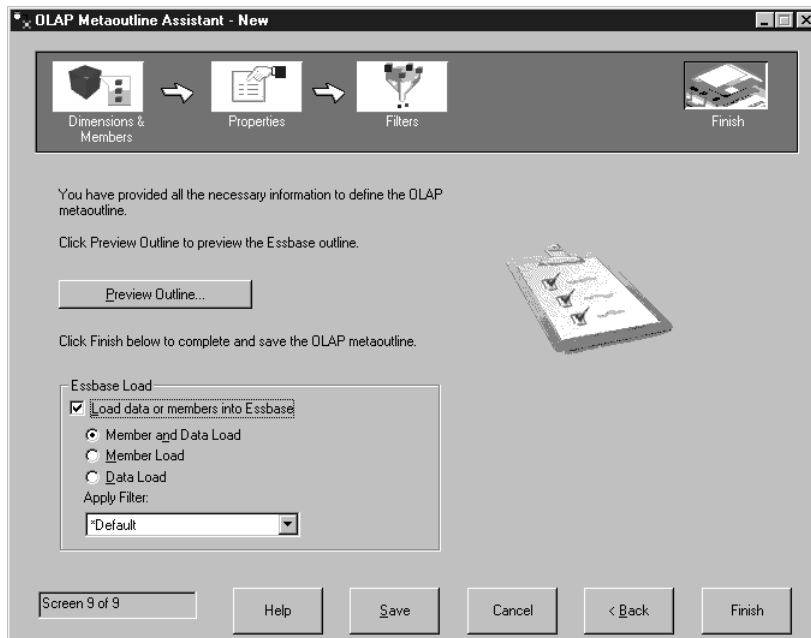 OLAP Metaoutline Assistant - New
Dimensions &
Members
Properties
Filters
Finish
You have provided all the necessary information to define the OLAP
metaoutline.
Click Preview Outline to preview the Essbase outline.
Preview Outline...
Click Finish below to complete and save the OLAP metaoutline.
Essbase Load
Load data or members into Essbase
Member and Data Load
Member Load
Data Load
Apply Filter:
*Default
Screen 9 of 9
Help
Save
Cancel
< Back
Finish